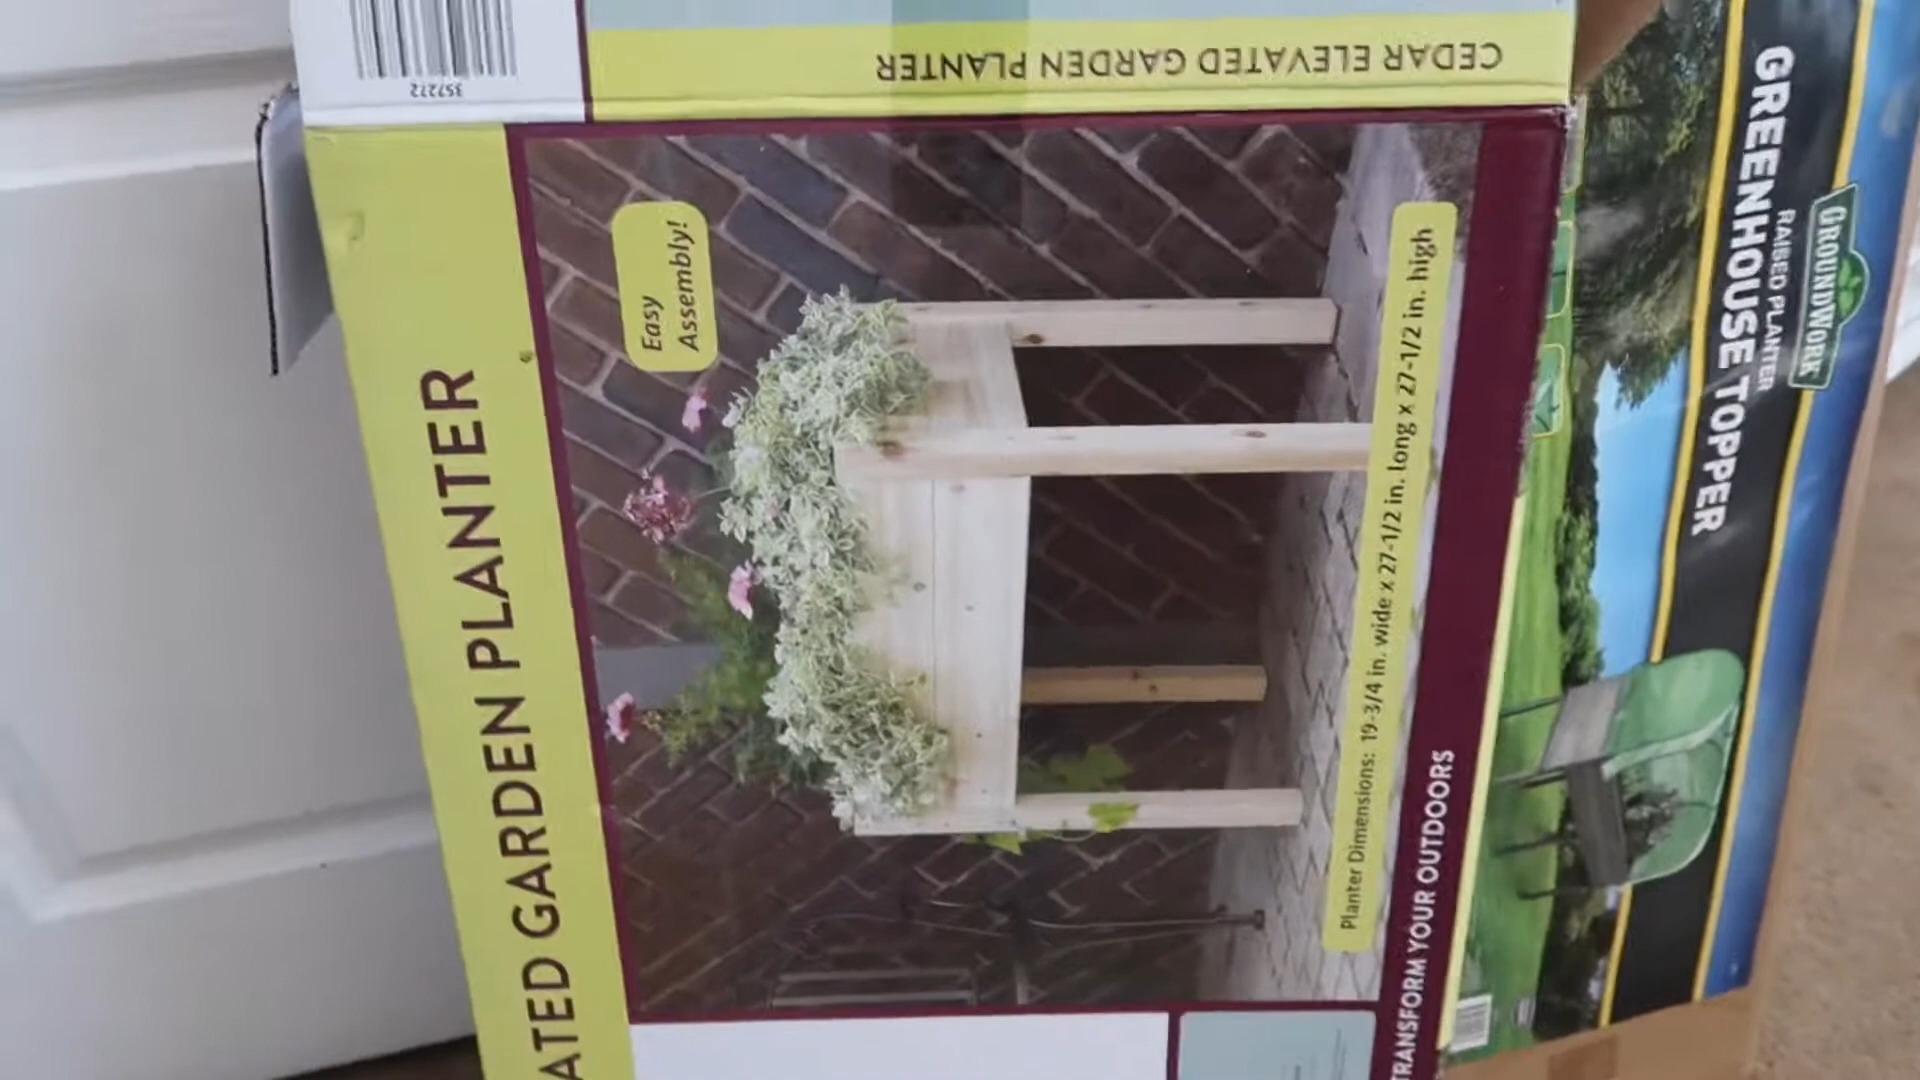 CEDAR ELEVATED GARDEN PLANTER
357272
ATED GARDEN PLANTER
Easy
Assembly!
Planter Dimensions: 19-3/4 in. wide x 27-1/2 in. long x 27-1/2 in. high
TRANSFORM YOUR OUTDOORS
GROUNDWORK
RAISED PLANTER
GREENHOUSE TOPPER